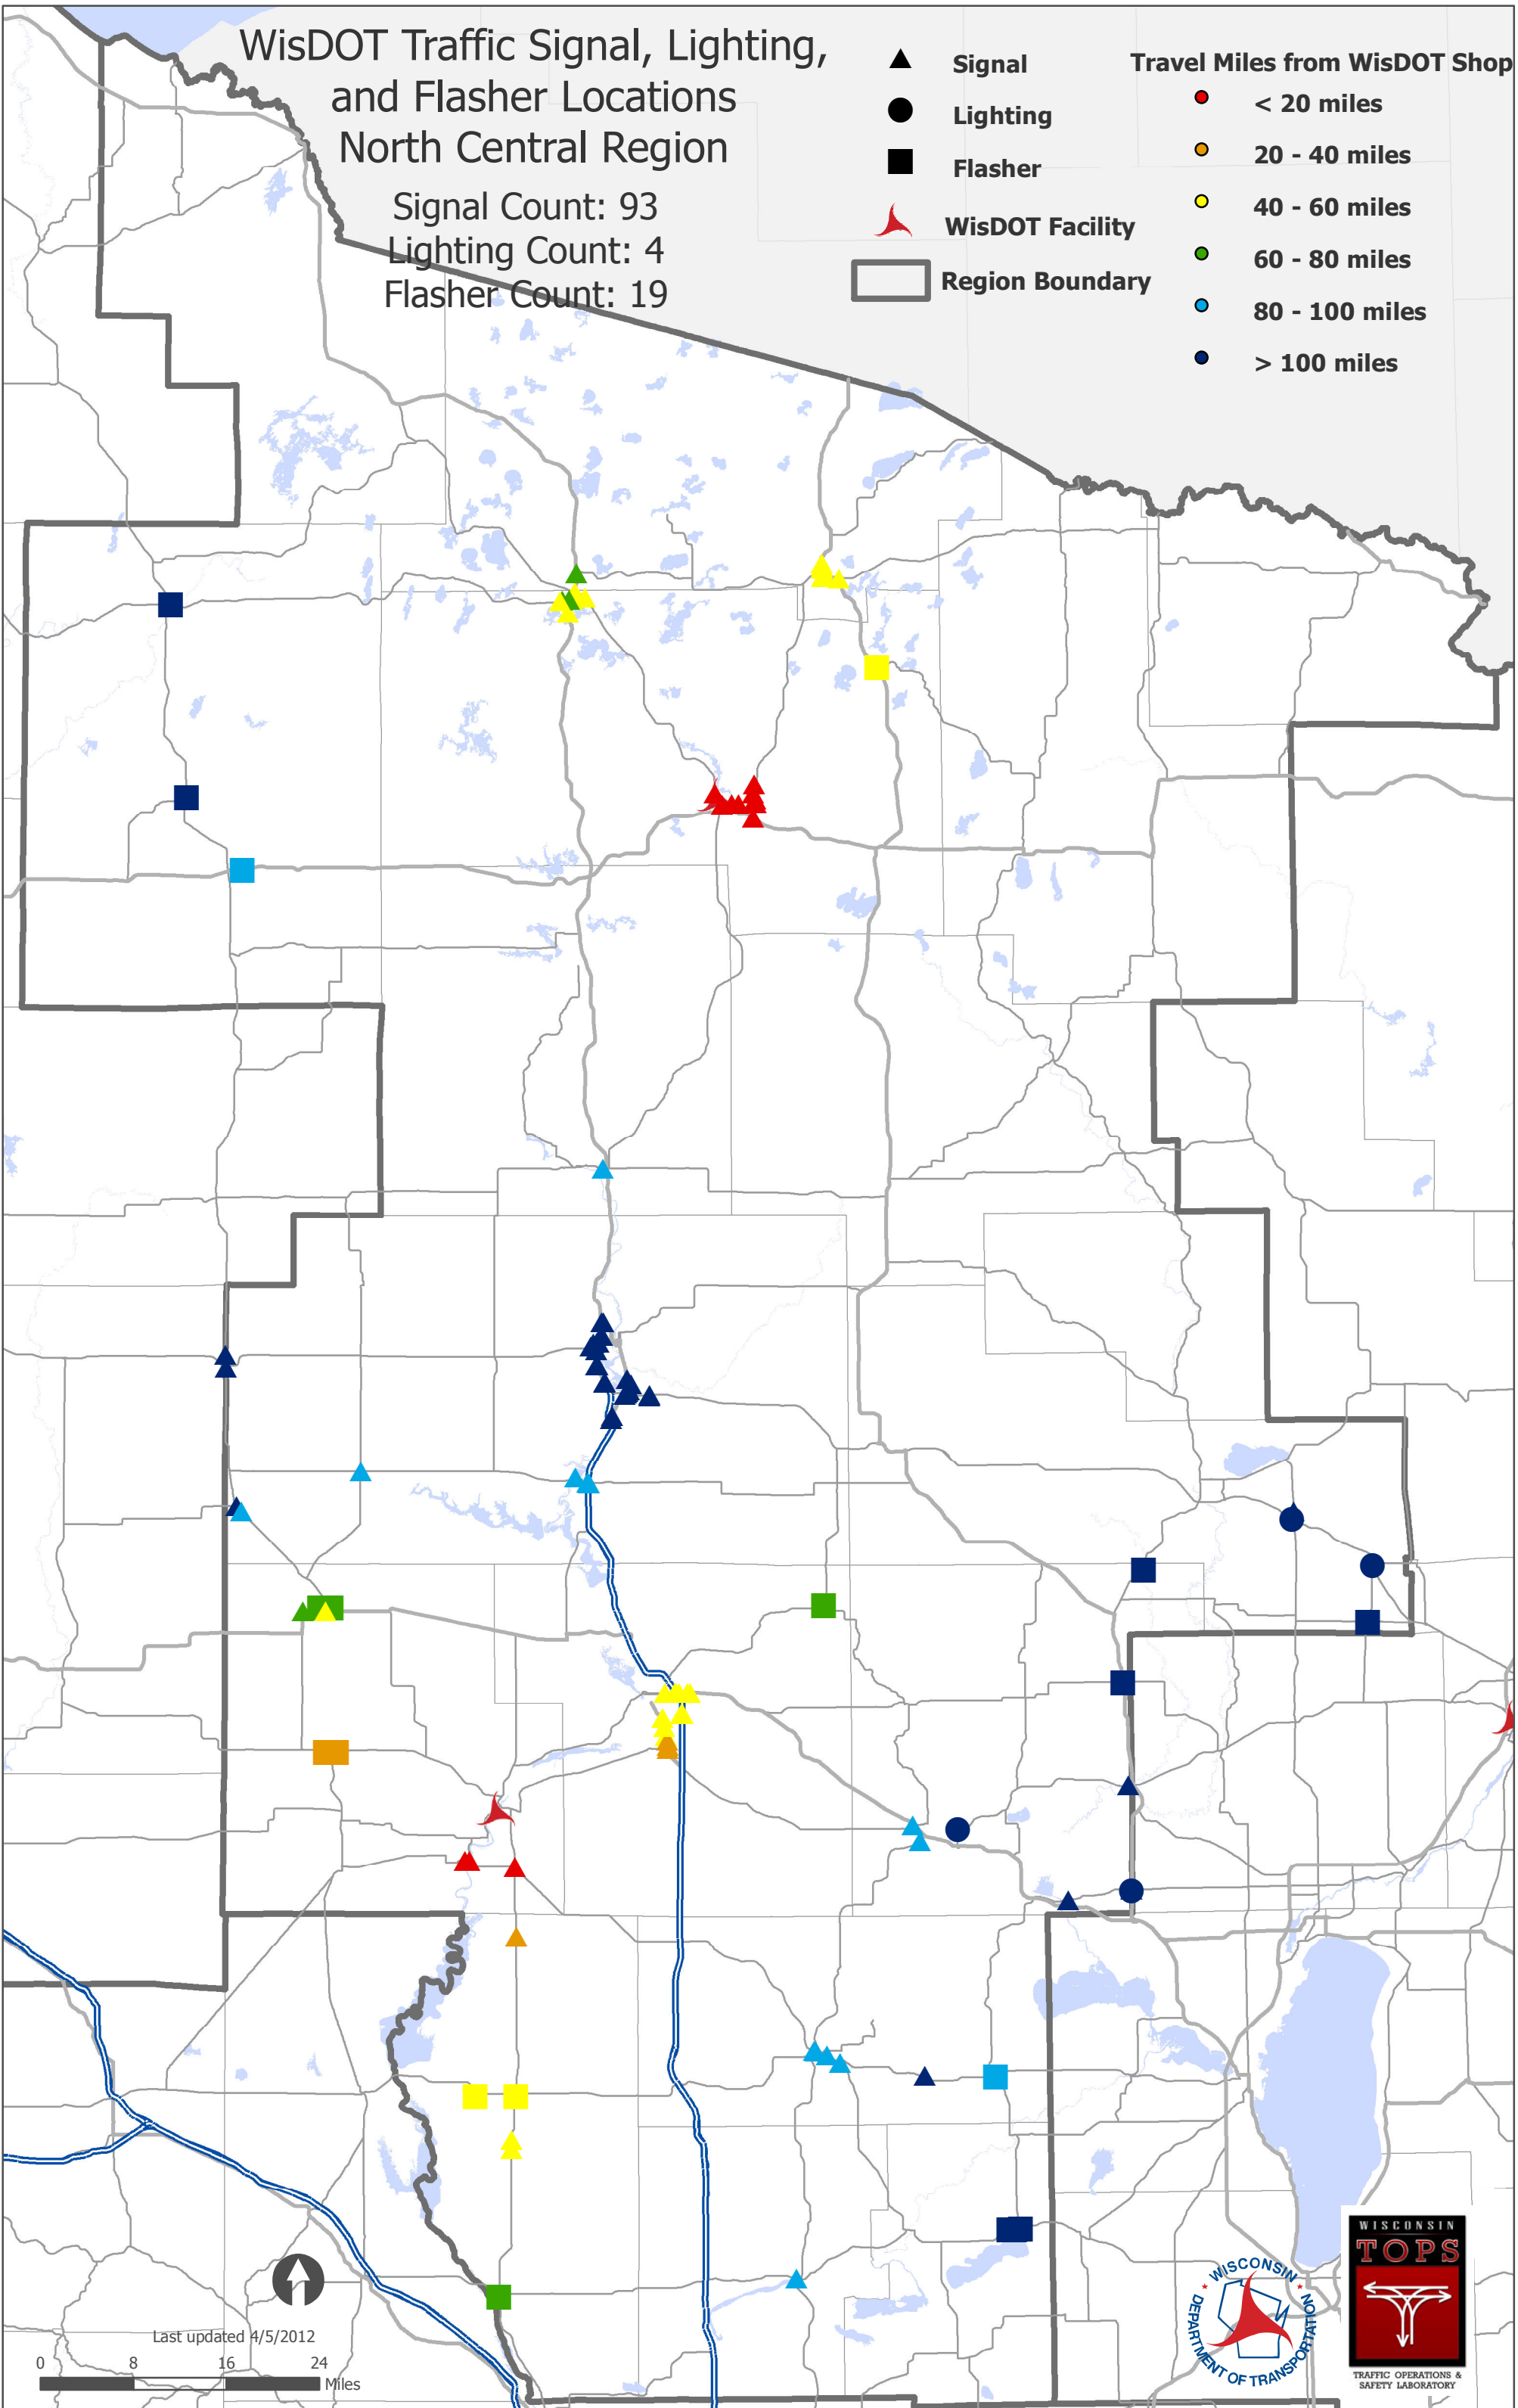 WisDOT Traffic Signal, Lighting,
and Flasher Locations
North Central Region
Signal Count: 93
Lighting Count: 4
Flasher Count: 19
Signal
Lighting
Flasher
WisDOT Facility
Region Boundary
Travel Miles from WisDOT Shop
< 20 miles
20 - 40 miles
40 - 60 miles
60 - 80 miles
80 - 100 miles
> 100 miles
Last updated 4/5/2012
0 8 16 24
Miles
WISCONSIN
DEPARTMENT OF TRANSPORTATION
WISCONSIN
TOPS
TRAFFIC OPERATIONS &
SAFETY LABORATORY